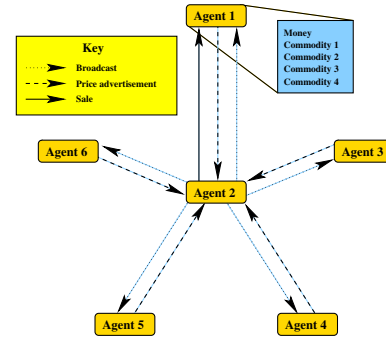 Agent 1
Money
Commodity 1
Commodity 2
Commodity 3
Commodity 4
Key
Broadcast
Price advertisement
Sale
Agent 6
Agent 3
Agent 2
Agent 5
Agent 4